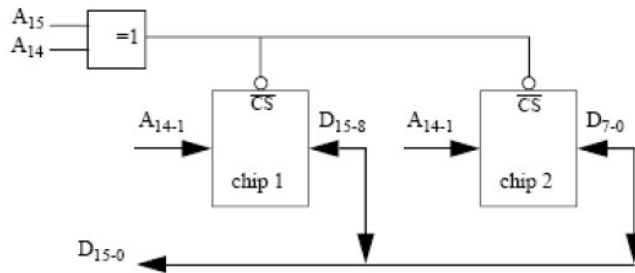 A15
A14
=1
CS
CS
A14-1
D15-8
A14-1
D7-0
chip 1
chip 2
D15-0